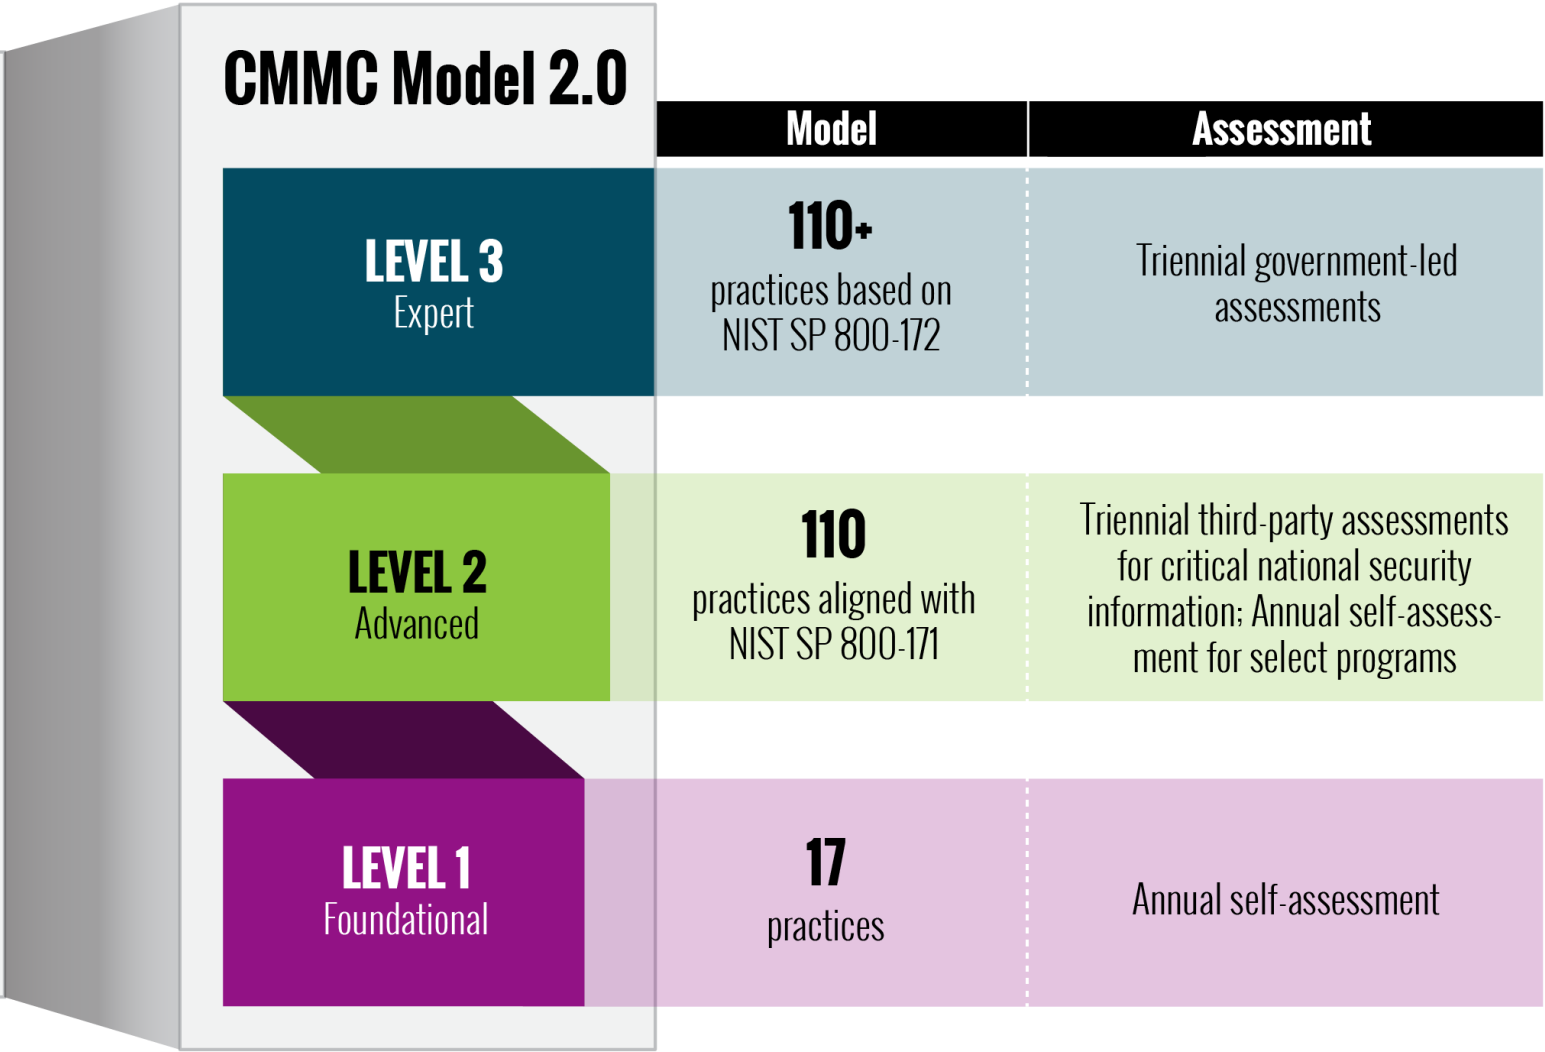 CMMC Model 2.0
Model
Assessment
LEVEL 3
Expert
110+
practices based on
NIST SP 800-172
Triennial government-led
assessments
LEVEL 2
Advanced
110
practices aligned with
NIST SP 800-171
Triennial third-party assessments
for critical national security
information; Annual self-assess-
ment for select programs
LEVEL 1
Foundational
17
practices
Annual self-assessment